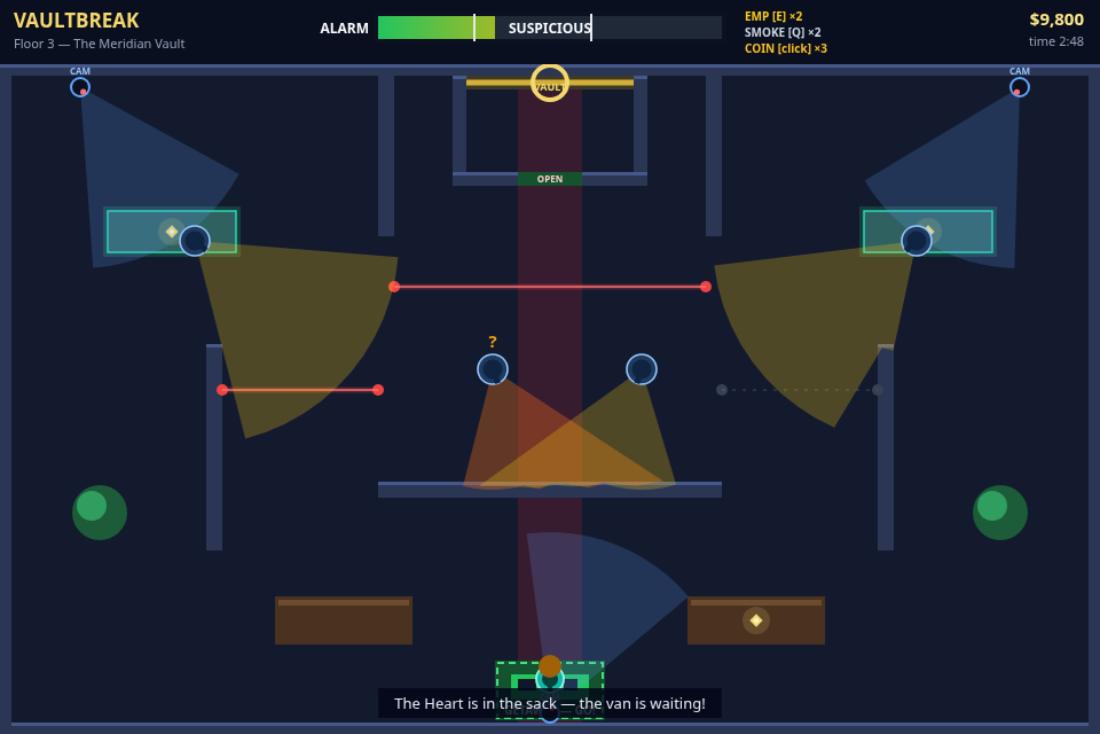 VAULTBREAK
Floor 3 — The Meridian Vault
ALARM
SUSPICIOUS
EMP [E] ×2
SMOKE [Q] ×2
COIN [click] ×3
$9,800
time 2:48
CAM
CAM
VAULT
OPEN
?
The Heart is in the sack — the van is waiting!